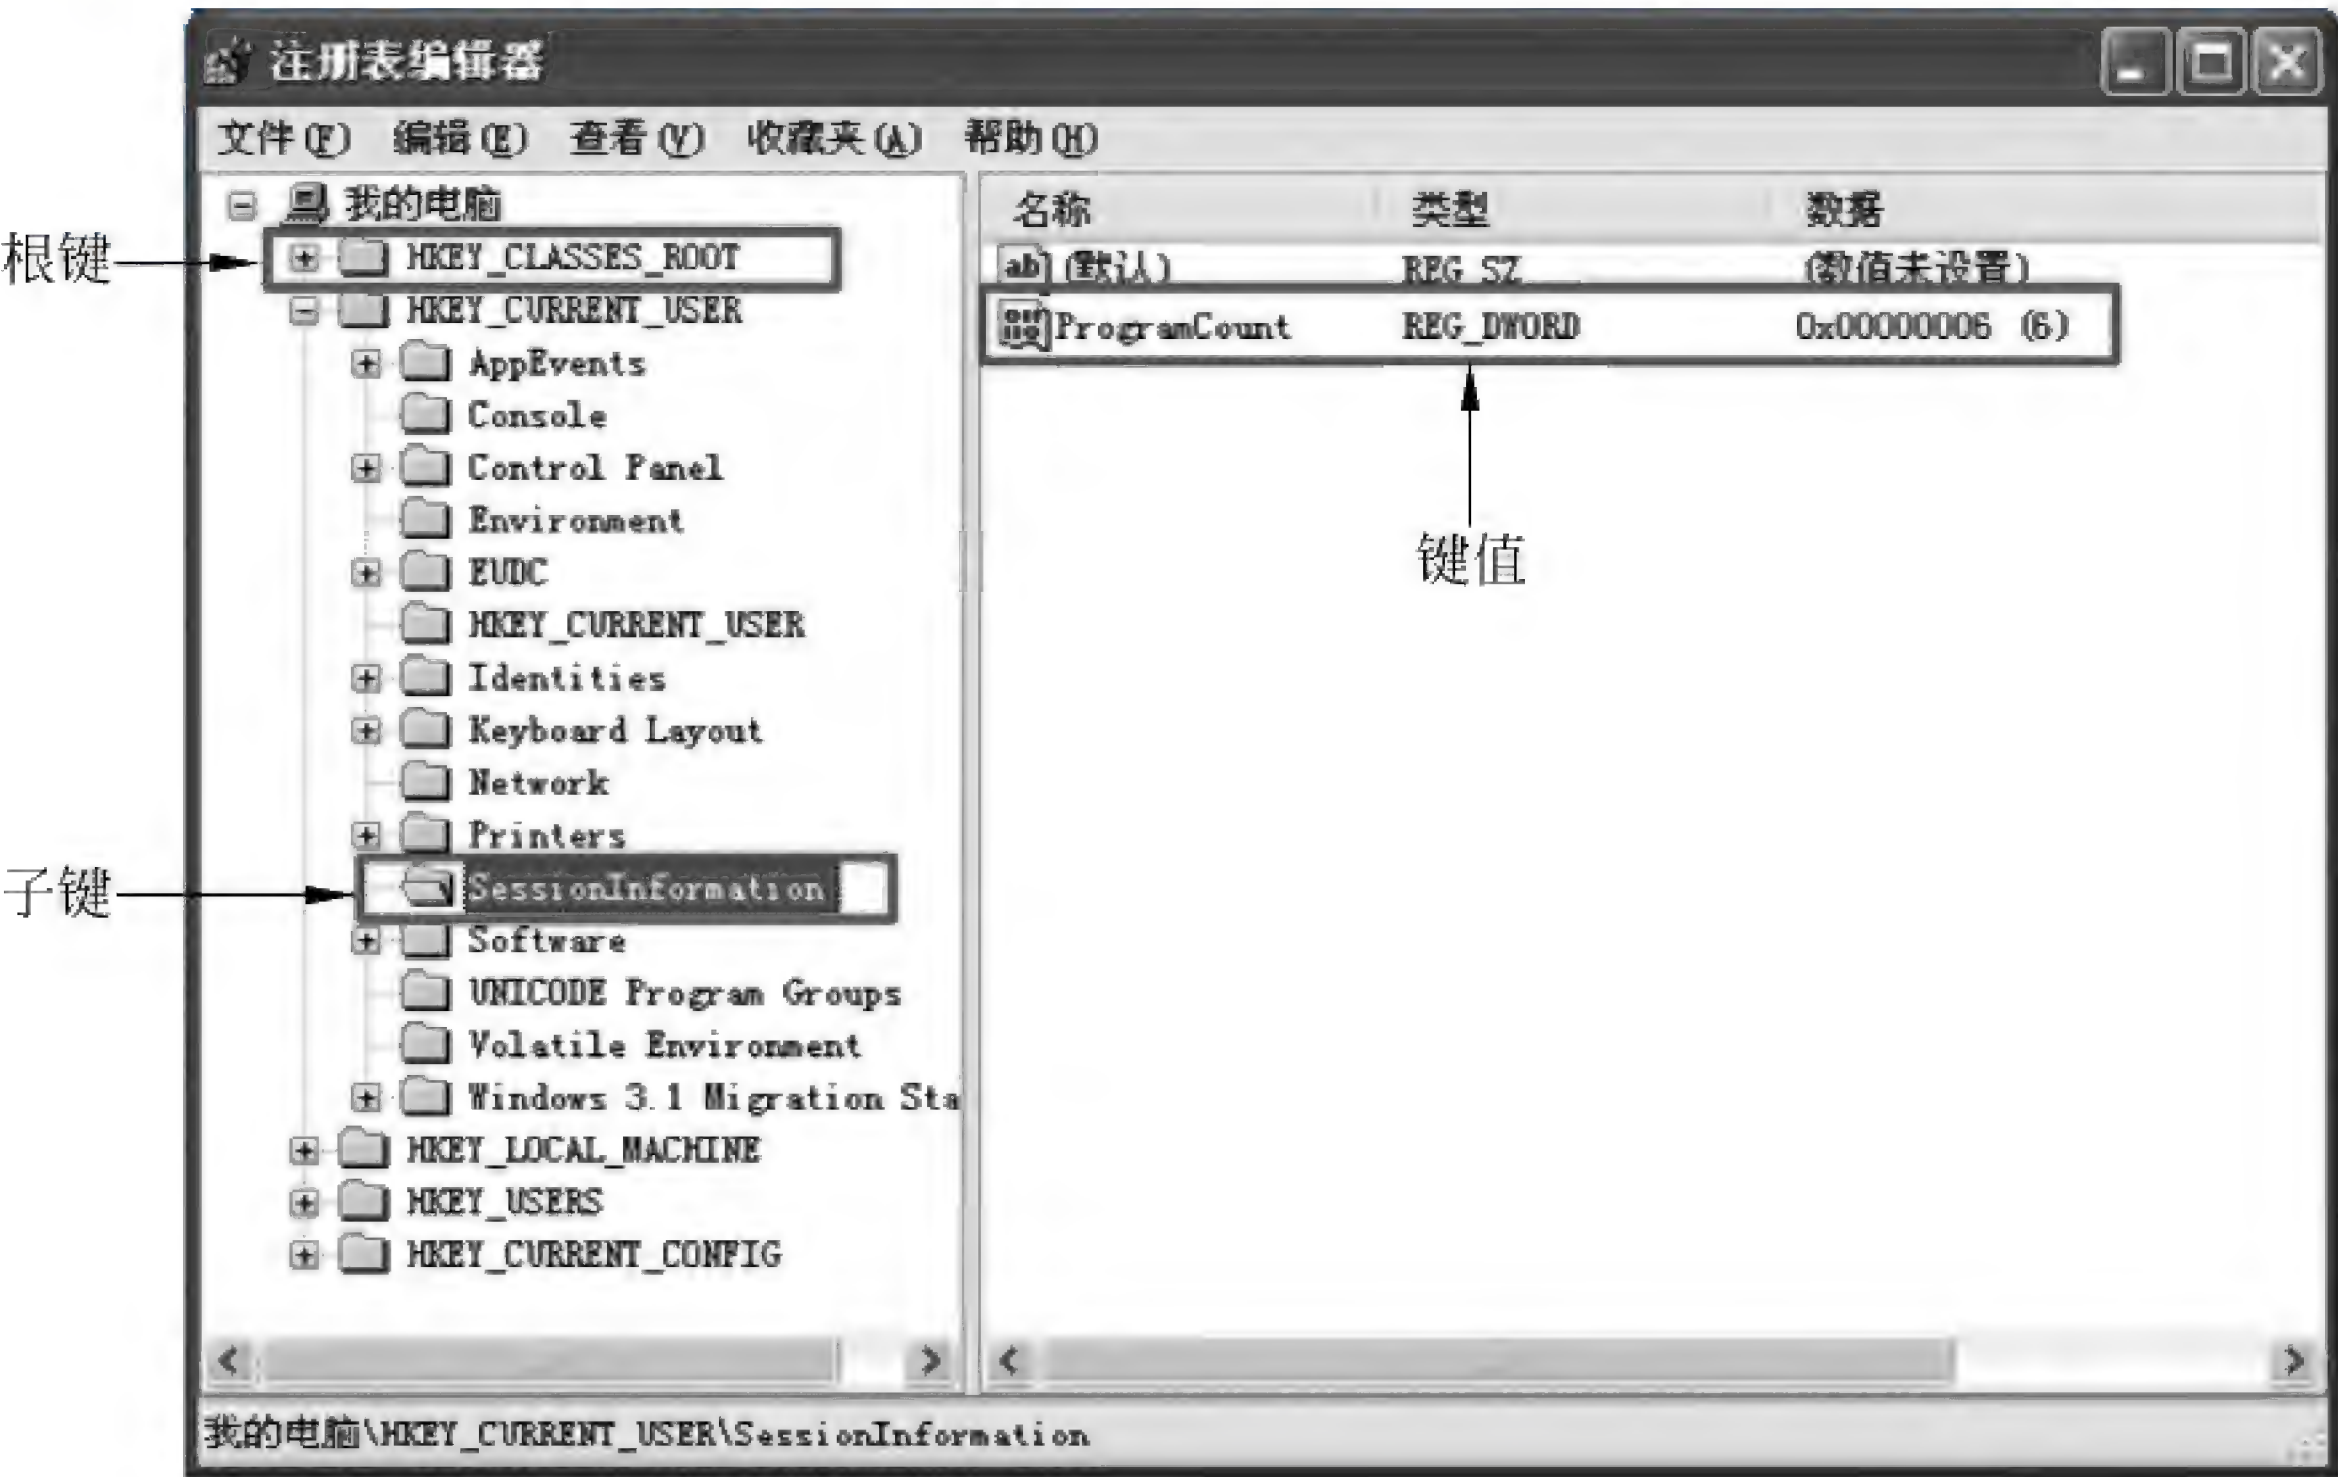 注册表编辑器
文件(F) 编辑(E) 查看(V) 收藏夹(A) 帮助(H)
我的电脑
根键
HKEY_CLASSES_ROOT
HKEY_CURRENT_USER
AppEvents
Console
Control Panel
Environment
EUDC
HKEY_CURRENT_USER
Identities
Keyboard Layout
Network
Printers
子键
SessionInformation
Software
UNICODE Program Groups
Volatile Environment
Windows 3.1 Migration Sta
HKEY_LOCAL_MACHINE
HKEY_USERS
HKEY_CURRENT_CONFIG
名称 类型 数据
ab (默认) REG_SZ (数值未设置)
ProgramCount REG_DWORD 0x00000006 (6)
键值
我的电脑\HKEY_CURRENT_USER\SessionInformation